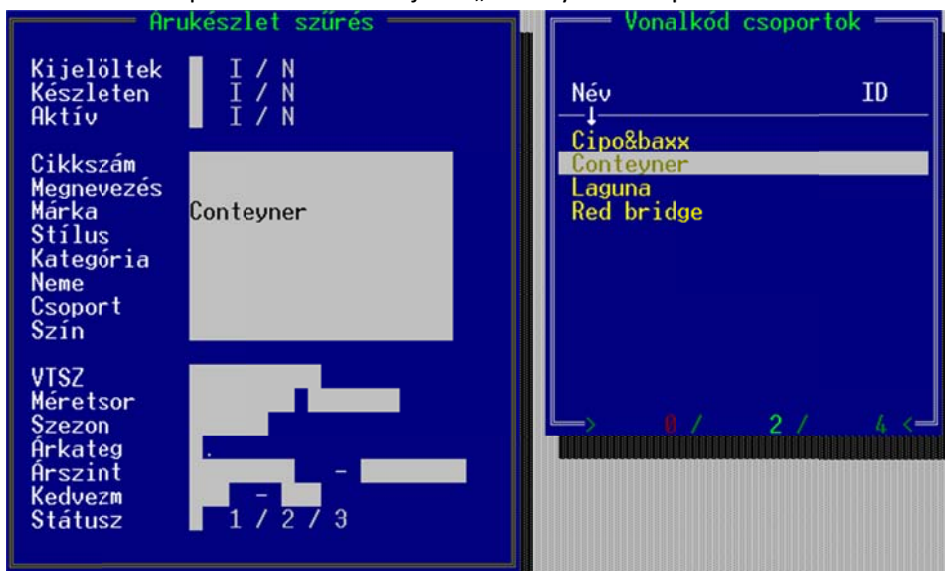 Árukészlet szűrés
Kijelöltek I / N
Készleten I / N
Aktív I / N
Cikkszám
Megnevezés
Márka Conteyner
Stílus
Kategória
Neme
Csoport
Szín
VTSZ
Méretsor
Szezon
Árkateg .
Árszint -
Kedvezm -
Státusz 1 / 2 / 3
Vonalkód csoportok
Név ID
Cipo&baxx
Conteyner
Laguna
Red bridge
> 0 / 2 / 4 <